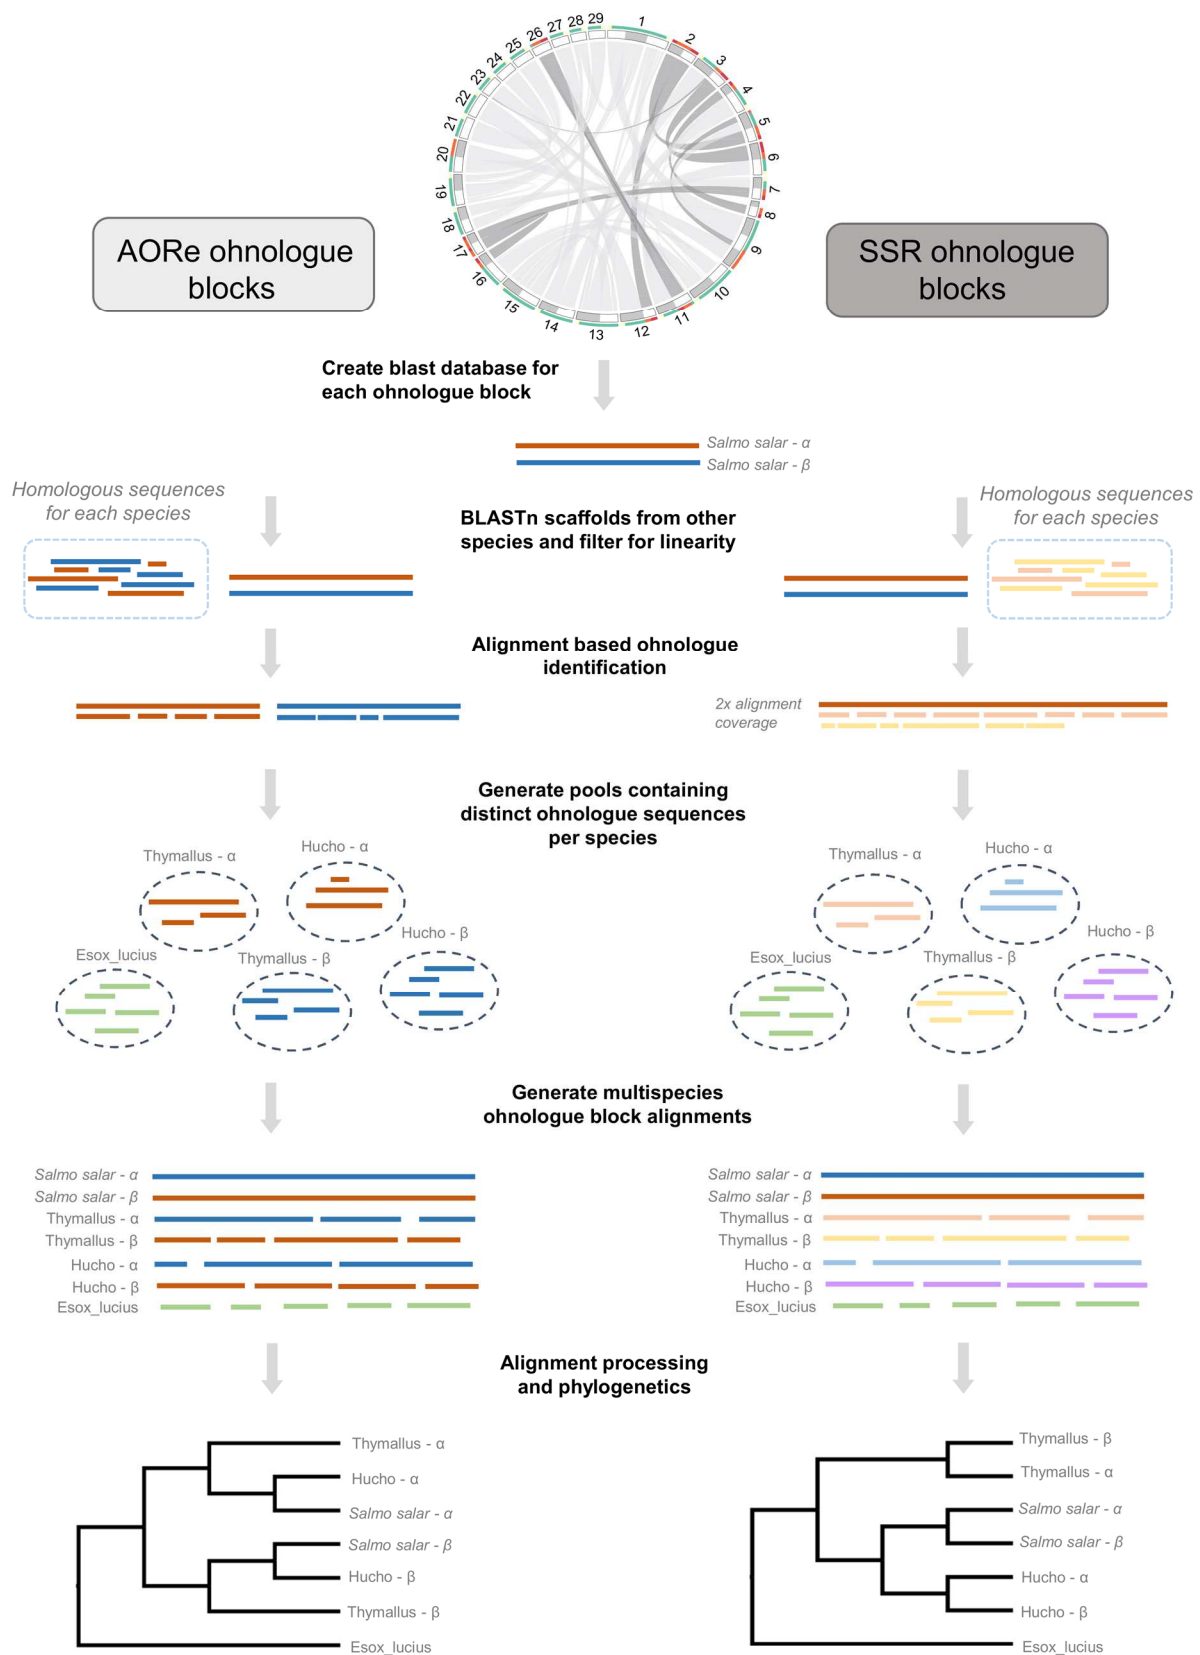 1
2
3
4
5
6
7
8
9
10
11
12
13
14
15
16
17
18
19
20
21
22
23
24
25
26
27
28
29
AORe ohnologue
blocks
SSR ohnologue
blocks
Create blast database for
each ohnologue block
Salmo salar - α
Salmo salar - β
Homologous sequences
for each species
BLASTn scaffolds from other
species and filter for linearity
Homologous sequences
for each species
Alignment based ohnologue
identification
2x alignment
coverage
Generate pools containing
distinct ohnologue sequences
per species
Thymallus - α
Hucho - α
Hucho - β
Esox_lucius
Thymallus - β
Thymallus - α
Hucho - α
Hucho - β
Esox_lucius
Thymallus - β
Generate multispecies
ohnologue block alignments
Salmo salar - α
Salmo salar - β
Thymallus - α
Thymallus - β
Hucho - α
Hucho - β
Esox_lucius
Salmo salar - α
Salmo salar - β
Thymallus - α
Thymallus - β
Hucho - α
Hucho - β
Esox_lucius
Alignment processing
and phylogenetics
Thymallus - α
Hucho - α
Salmo salar - α
Salmo salar - β
Hucho - β
Thymallus - β
Esox_lucius
Thymallus - β
Thymallus - α
Salmo salar - α
Salmo salar - β
Hucho - α
Hucho - β
Esox_lucius